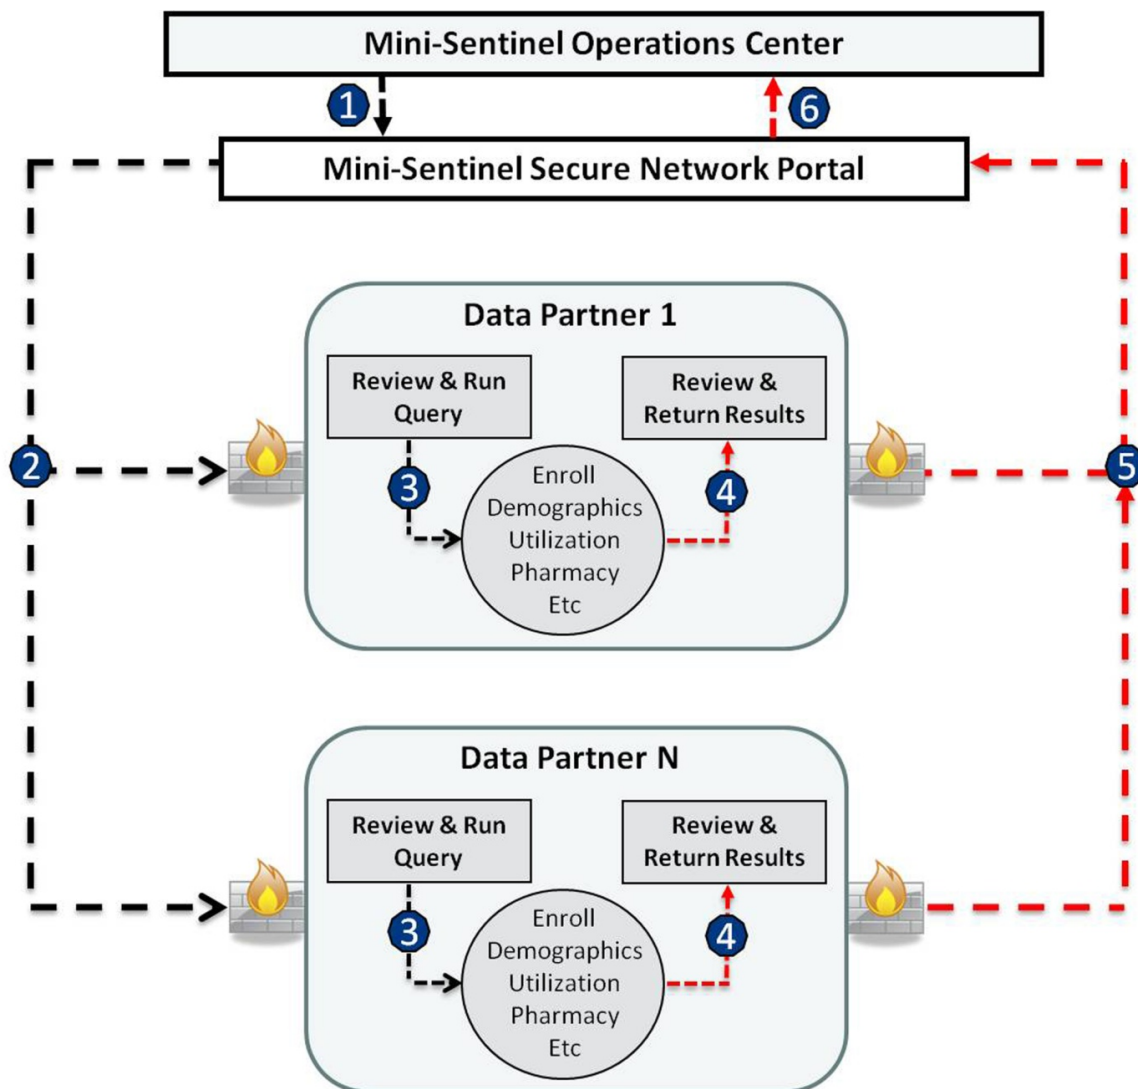 Mini-Sentinel Operations Center
1
6
Mini-Sentinel Secure Network Portal
Data Partner 1
Review & Run
Query
Review &
Return Results
2
3
4
5
Enroll
Demographics
Utilization
Pharmacy
Etc
Data Partner N
Review & Run
Query
Review &
Return Results
3
4
Enroll
Demographics
Utilization
Pharmacy
Etc